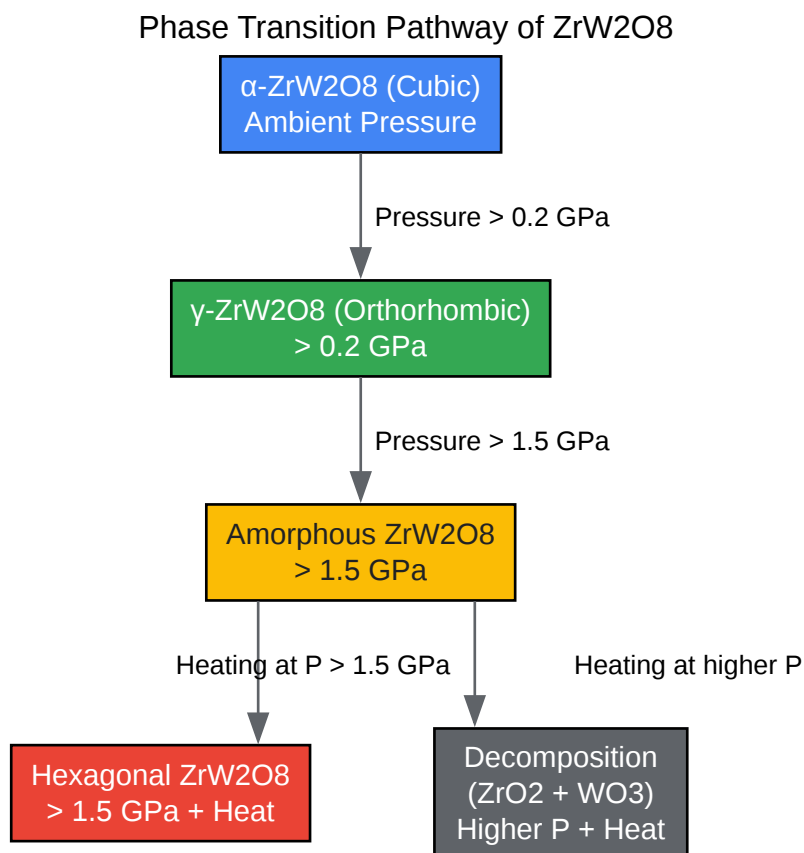 Phase Transition Pathway of ZrW2O8
α-ZrW2O8 (Cubic)
Ambient Pressure
Pressure > 0.2 GPa
γ-ZrW2O8 (Orthorhombic)
> 0.2 GPa
Pressure > 1.5 GPa
Amorphous ZrW2O8
> 1.5 GPa
Heating at P > 1.5 GPa
Heating at higher P
Hexagonal ZrW2O8
> 1.5 GPa + Heat
Decomposition
(ZrO2 + WO3)
Higher P + Heat